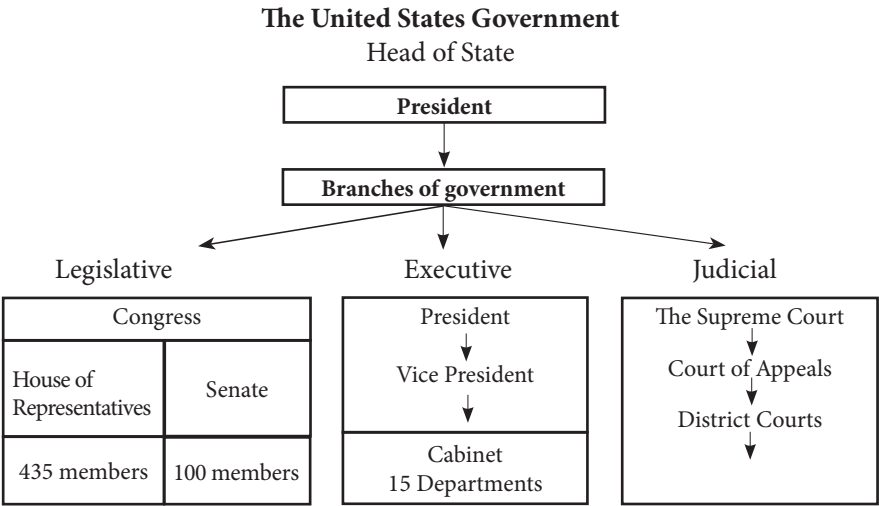 The United States Government
Head of State
President
Branches of government
Legislative
Executive
Judicial
Congress
House of
Representatives
Senate
435 members
100 members
President
Vice President
Cabinet
15 Departments
The Supreme Court
Court of Appeals
District Courts